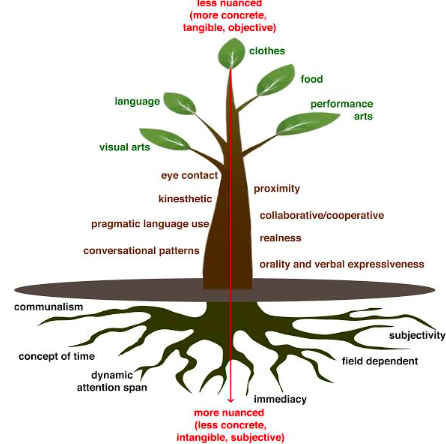 less nuanced
(more concrete,
tangible, objective)
clothes
food
language
performance
arts
visual arts
eye contact
proximity
kinesthetic
collaborative/cooperative
pragmatic language use
realness
conversational patterns
orality and verbal expressiveness
communalism
subjectivity
concept of time
field dependent
dynamic
attention span
immediacy
more nuanced
(less concrete,
intangible, subjective)